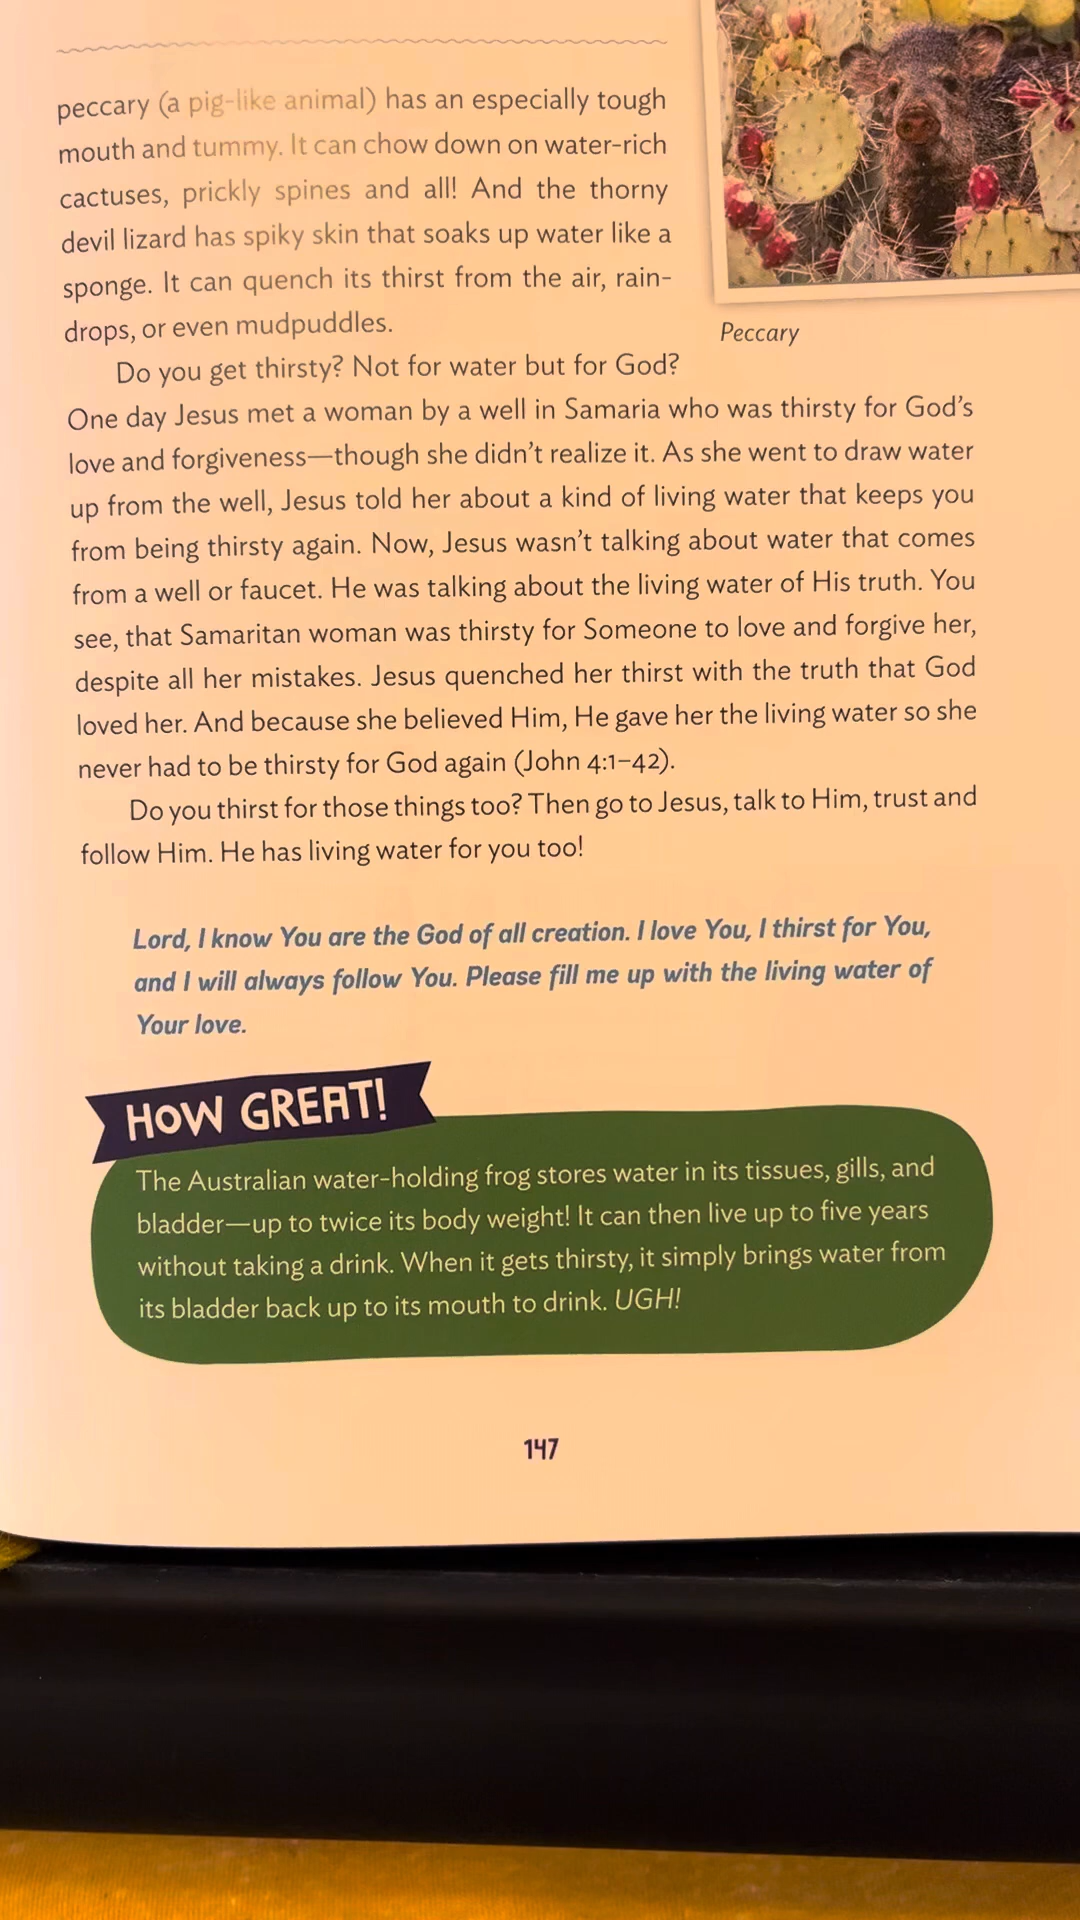 peccary (a pig-like animal) has an especially tough
mouth and tummy. It can chow down on water-rich
cactuses, prickly spines and all! And the thorny
devil lizard has spiky skin that soaks up water like a
sponge. It can quench its thirst from the air, rain-
drops, or even mudpuddles.
Peccary
Do you get thirsty? Not for water but for God?
One day Jesus met a woman by a well in Samaria who was thirsty for God's
love and forgiveness—though she didn't realize it. As she went to draw water
up from the well, Jesus told her about a kind of living water that keeps you
from being thirsty again. Now, Jesus wasn't talking about water that comes
from a well or faucet. He was talking about the living water of His truth. You
see, that Samaritan woman was thirsty for Someone to love and forgive her,
despite all her mistakes. Jesus quenched her thirst with the truth that God
loved her. And because she believed Him, He gave her the living water so she
never had to be thirsty for God again (John 4:1–42).
Do you thirst for those things too? Then go to Jesus, talk to Him, trust and
follow Him. He has living water for you too!
Lord, I know You are the God of all creation. I love You, I thirst for You,
and I will always follow You. Please fill me up with the living water of
Your love.
HOW GREAT!
The Australian water-holding frog stores water in its tissues, gills, and
bladder—up to twice its body weight! It can then live up to five years
without taking a drink. When it gets thirsty, it simply brings water from
its bladder back up to its mouth to drink. UGH!
147